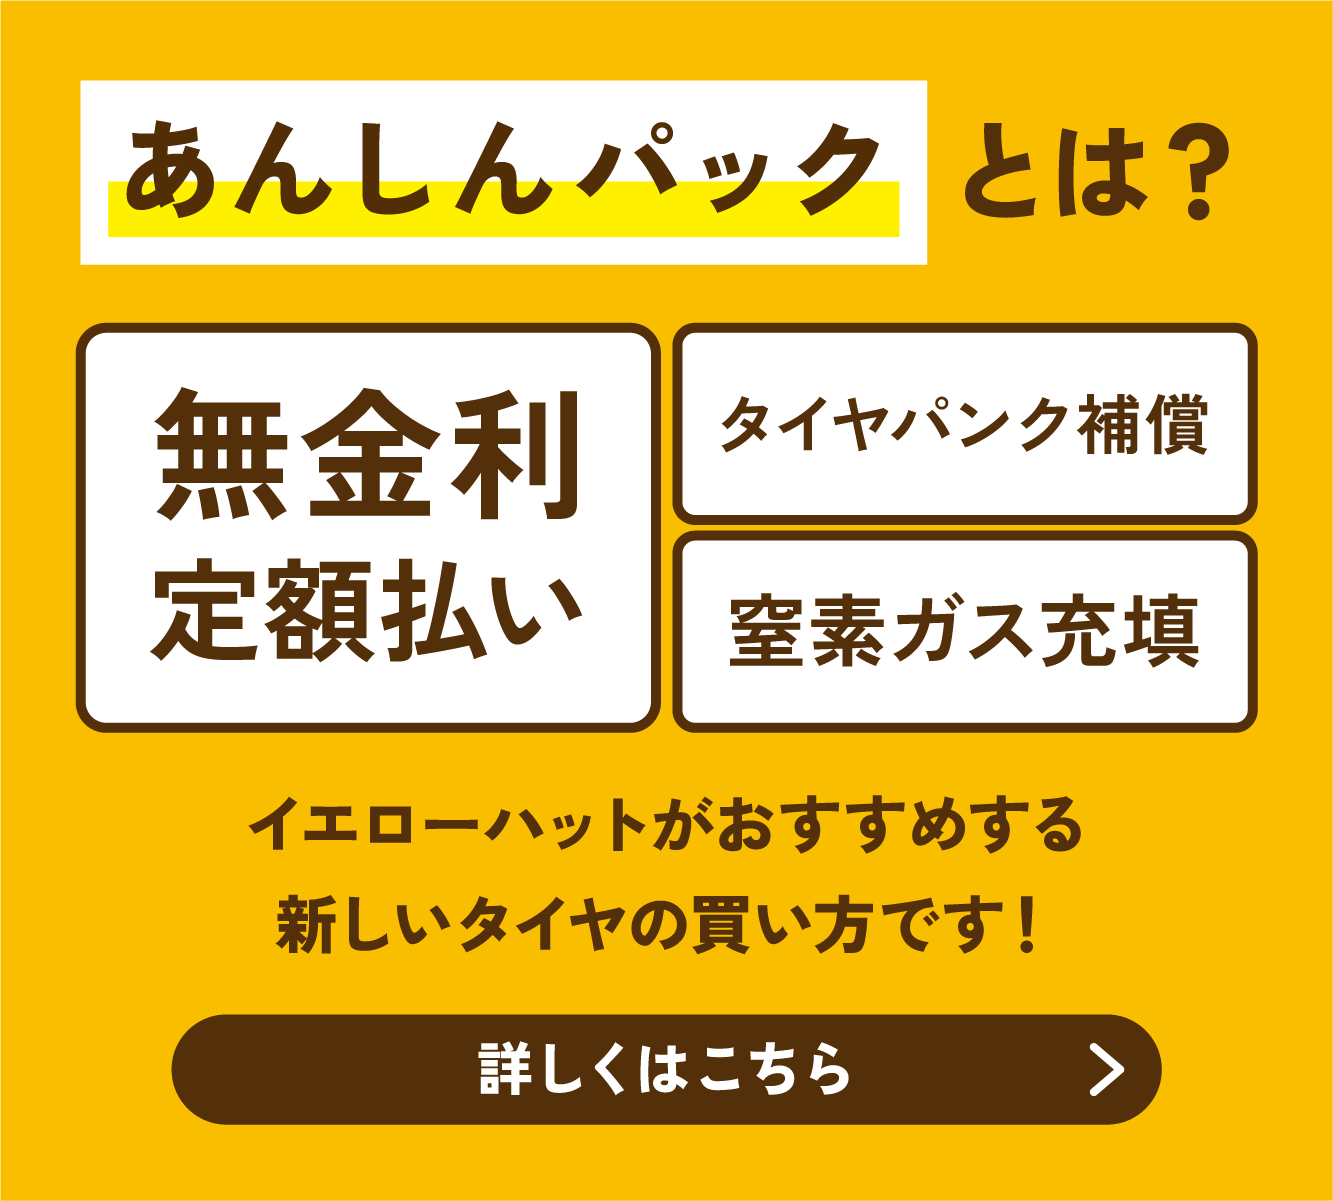 あんしんパックとは？
無金利
定額払い
タイヤパンク補償
窒素ガス充填
イエローハットがおすすめする
新しいタイヤの買い方です！
詳しくはこちら